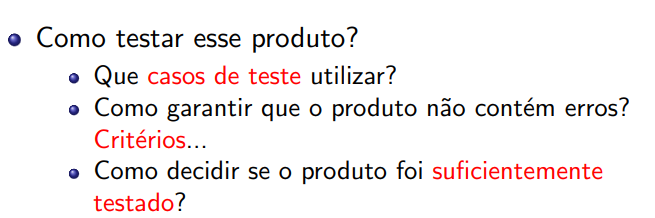 Como testar esse produto?
Que casos de teste utilizar?
Como garantir que o produto não contém erros?
Critérios...
Como decidir se o produto foi suficientemente
testado?